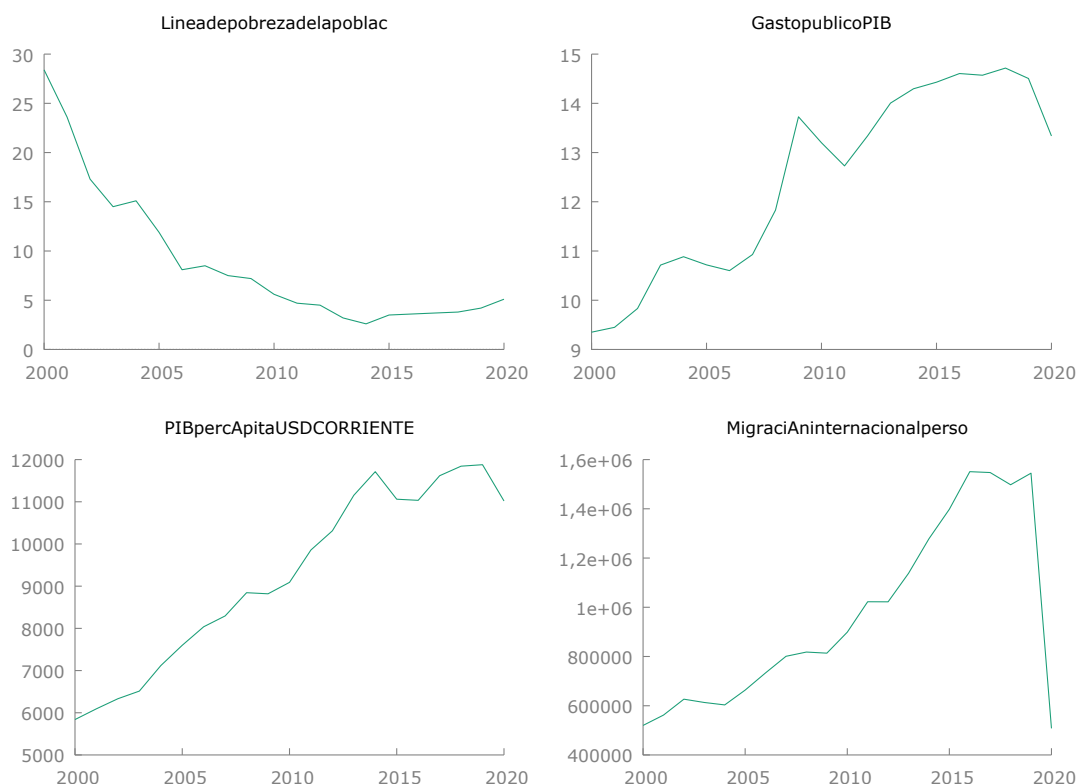 Lineadepobrezadelapoblac
30
25
20
15
10
5
0
2000 2005 2010 2015 2020
GastopublicoPIB
15
14
13
12
11
10
9
2000 2005 2010 2015 2020
PIBpercApitaUSDCORRIENTE
12000
11000
10000
9000
8000
7000
6000
5000
2000 2005 2010 2015 2020
MigraciAninternacionalperso
1,6e+06
1,4e+06
1,2e+06
1e+06
800000
600000
400000
2000 2005 2010 2015 2020